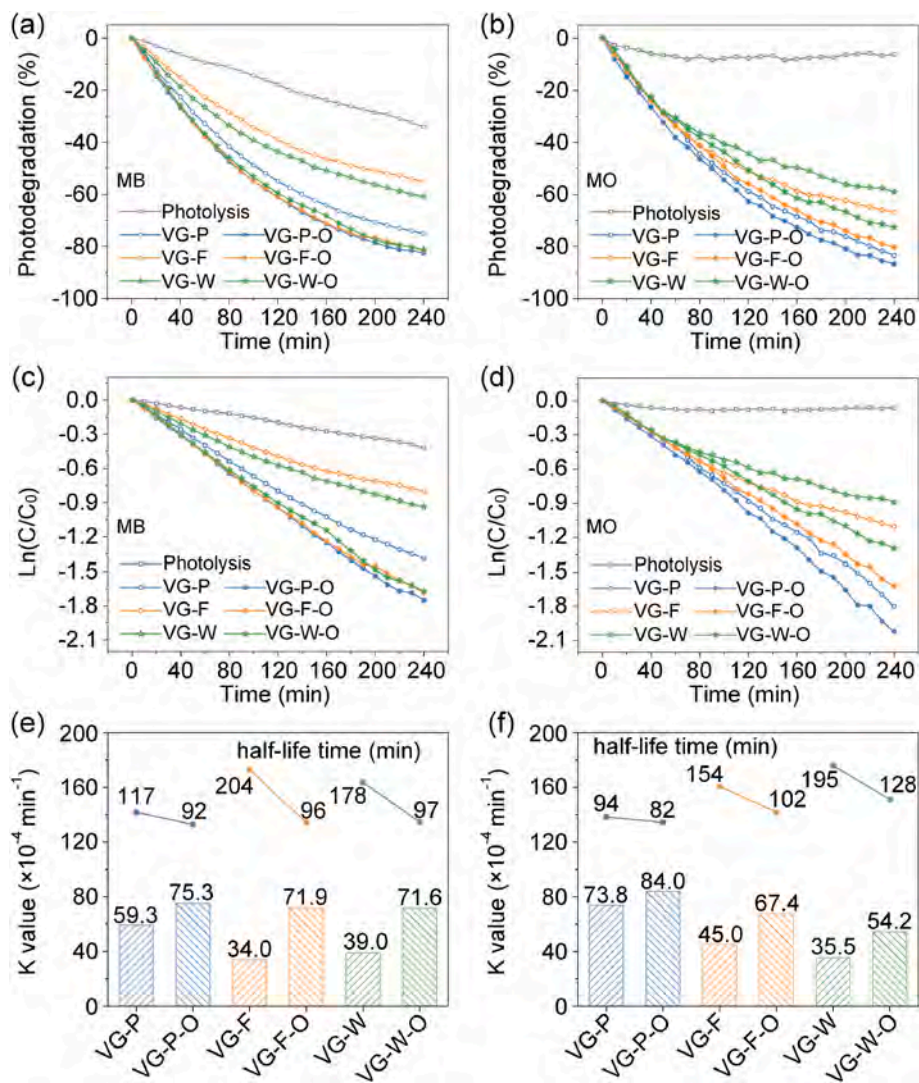 (a)
0
-20
-40
-60
-80
-100
Photodegradation (%)
MB
Photolysis
VG-P VG-P-O
VG-F VG-F-O
VG-W VG-W-O
0 40 80 120 160 200 240
Time (min)
(b)
0
-20
-40
-60
-80
-100
Photodegradation (%)
MO
Photolysis
VG-P VG-P-O
VG-F VG-F-O
VG-W VG-W-O
0 40 80 120 160 200 240
Time (min)
(c)
0.0
-0.3
-0.6
-0.9
-1.2
-1.5
-1.8
-2.1
Ln(C/C₀)
MB
Photolysis
VG-P VG-P-O
VG-F VG-F-O
VG-W VG-W-O
0 40 80 120 160 200 240
Time (min)
(d)
0.0
-0.3
-0.6
-0.9
-1.2
-1.5
-1.8
-2.1
Ln(C/C₀)
MO
Photolysis
VG-P VG-P-O
VG-F VG-F-O
VG-W VG-W-O
0 40 80 120 160 200 240
Time (min)
(e)
200
160
120
80
40
0
K value (×10⁻⁴ min⁻¹)
half-life time (min)
117 92 204 96 178 97
59.3 75.3 34.0 71.9 39.0 71.6
VG-P VG-P-O VG-F VG-F-O VG-W VG-W-O
(f)
200
160
120
80
40
0
K value (×10⁻⁴ min⁻¹)
half-life time (min)
94 82 154 102 195 128
73.8 84.0 45.0 67.4 35.5 54.2
VG-P VG-P-O VG-F VG-F-O VG-W VG-W-O